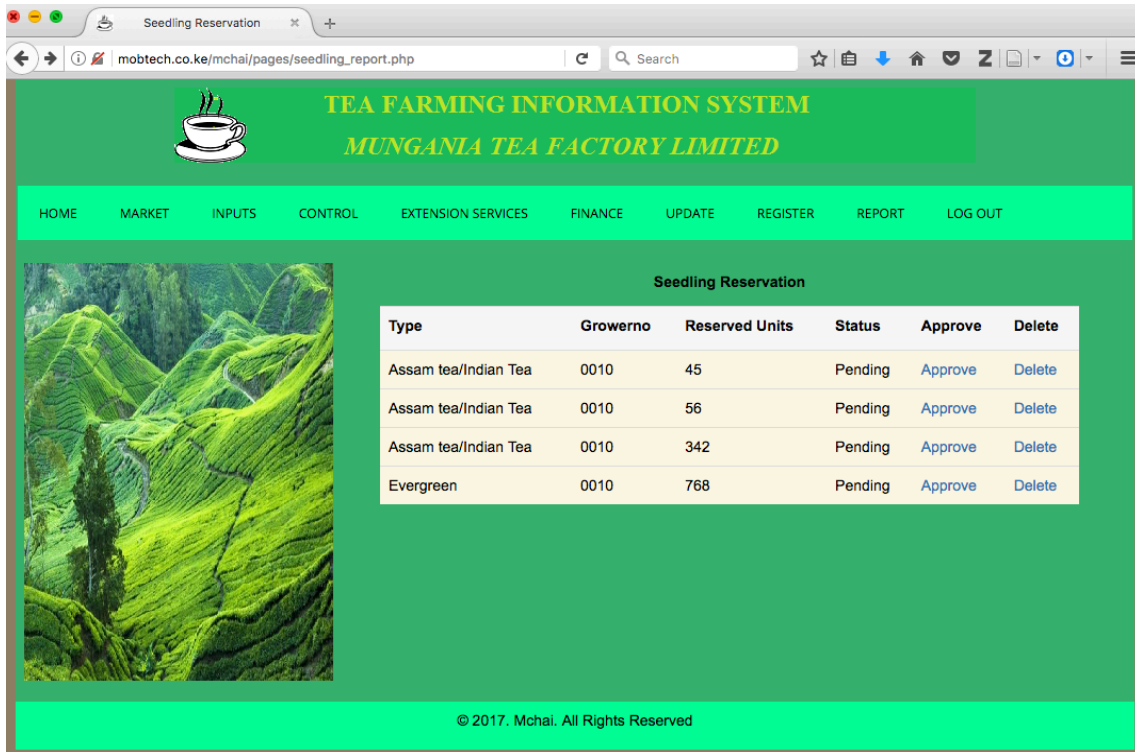 Seedling Reservation
mobtech.co.ke/mchai/pages/seedling_report.php
Search
TEA FARMING INFORMATION SYSTEM
MUNGANIA TEA FACTORY LIMITED
HOME MARKET INPUTS CONTROL EXTENSION SERVICES FINANCE UPDATE REGISTER REPORT LOG OUT
Seedling Reservation
Type Growerno Reserved Units Status Approve Delete
Assam tea/Indian Tea 0010 45 Pending Approve Delete
Assam tea/Indian Tea 0010 56 Pending Approve Delete
Assam tea/Indian Tea 0010 342 Pending Approve Delete
Evergreen 0010 768 Pending Approve Delete
© 2017. Mchai. All Rights Reserved